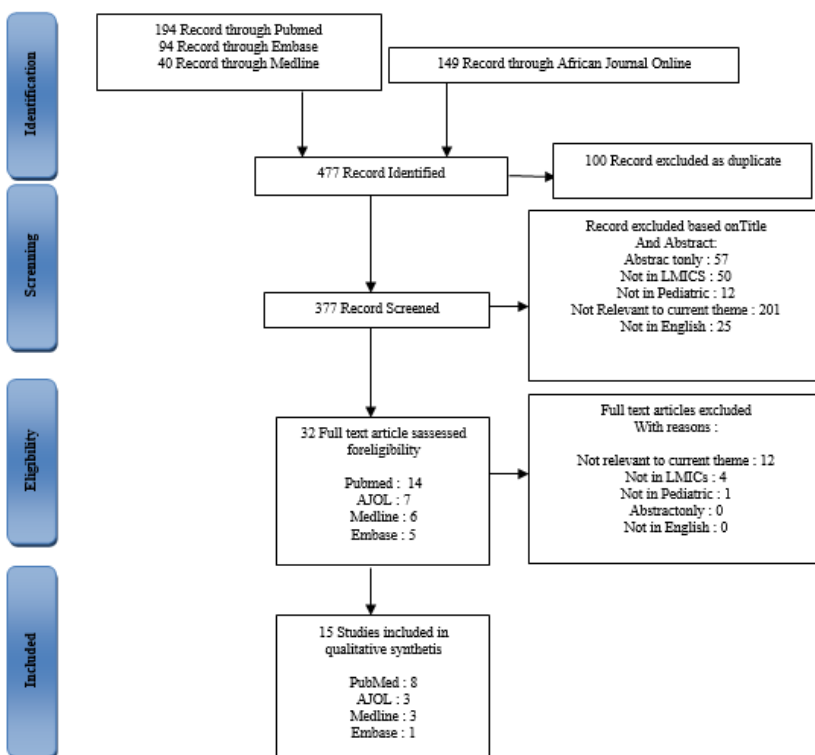 Identification
194 Record through Pubmed
94 Record through Embase
40 Record through Medline
149 Record through African Journal Online
477 Record Identified
100 Record excluded as duplicate
Screnning
Record excluded based onTitle
And Abstract:
Abstrac tonly : 57
Not in LMICS : 50
Not in Pediatric : 12
Not Relevant to current theme : 201
Not in English : 25
377 Record Screened
Eligibility
32 Full text article sassessed
foreligibility
Pubmed : 14
AJOL : 7
Medline : 6
Embase : 5
Full text articles excluded
With reasons :
Not relevant to current theme : 12
Not in LMICs : 4
Not in Pediatric : 1
Abstractonly : 0
Not in English : 0
Included
15 Studies included in
qualitative synthetis
PubMed : 8
AJOL : 3
Medline : 3
Embase : 1